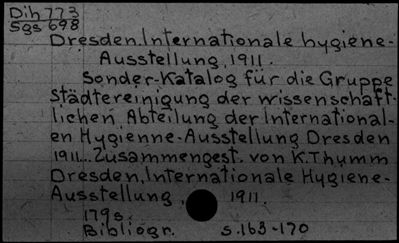 Dih 773
Sgs 698
Dresden. Internationale hygiene-
Ausstellung, 1911.
Sonder-Katalog für die Gruppe
Städtereinigung der wissenschaft-
lichen Abteilung der International-
en Hygienne-Ausstellung Dresden
1911... Zusammengest. von K. Thumm
Dresden, Internationale Hygiene-
Ausstellung, 1911.
179s.
Bibliogr. s.163-170